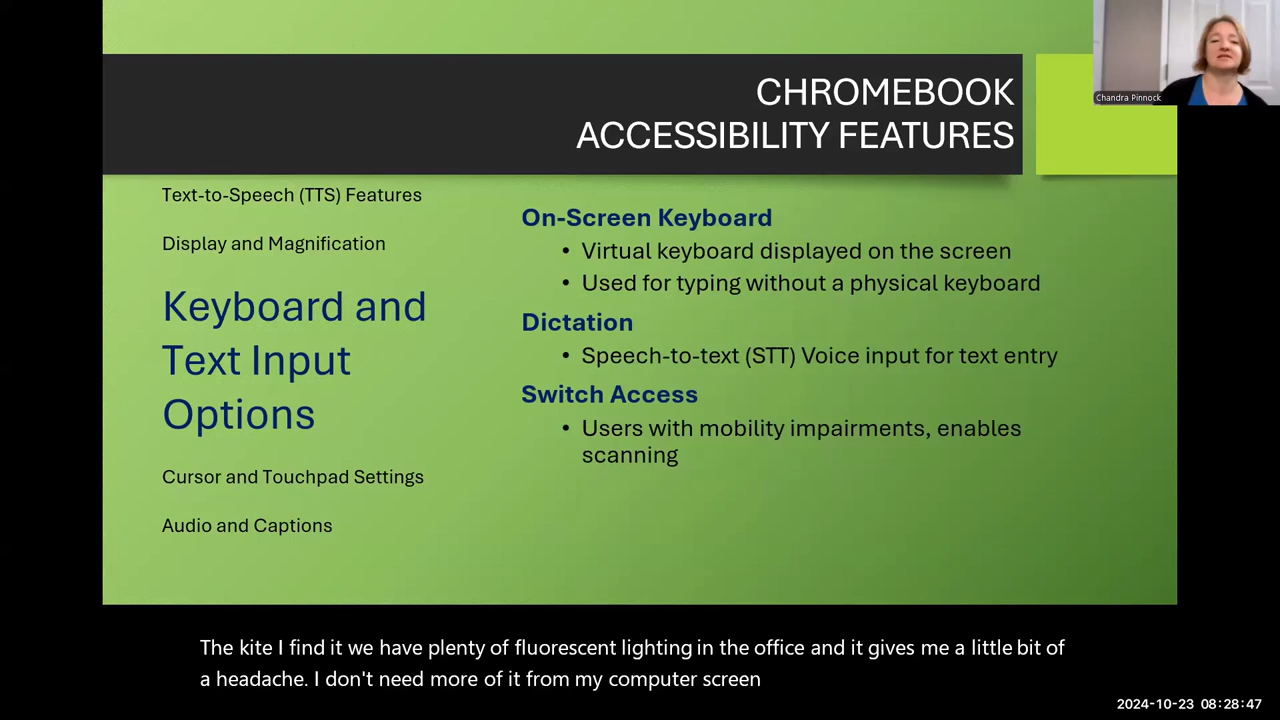 CHROMEBOOK
ACCESSIBILITY FEATURES
Chandra Pinnock
Text-to-Speech (TTS) Features
Display and Magnification
Keyboard and
Text Input
Options
Cursor and Touchpad Settings
Audio and Captions
On-Screen Keyboard
• Virtual keyboard displayed on the screen
• Used for typing without a physical keyboard
Dictation
• Speech-to-text (STT) Voice input for text entry
Switch Access
• Users with mobility impairments, enables
scanning
The kite I find it we have plenty of fluorescent lighting in the office and it gives me a little bit of
a headache. I don't need more of it from my computer screen
2024-10-23 08:28:47